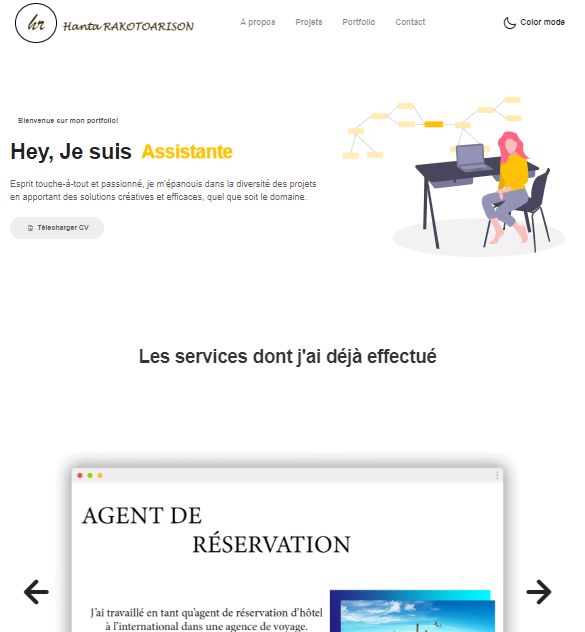 hr
Hanta RAKOTOARISON
À propos
Projets
Portfolio
Contact
Color mode
Bienvenue sur mon portfolio!
Hey, Je suis Assistante
Esprit touche-à-tout et passionné, je m'épanouis dans la diversité des projets
en apportant des solutions créatives et efficaces, quel que soit le domaine.
Télecharger CV
Les services dont j'ai déjà effectué
AGENT DE
RÉSERVATION
J'ai travaillé en tant qu'agent de réservation d'hôtel
à l'international dans une agence de voyage.